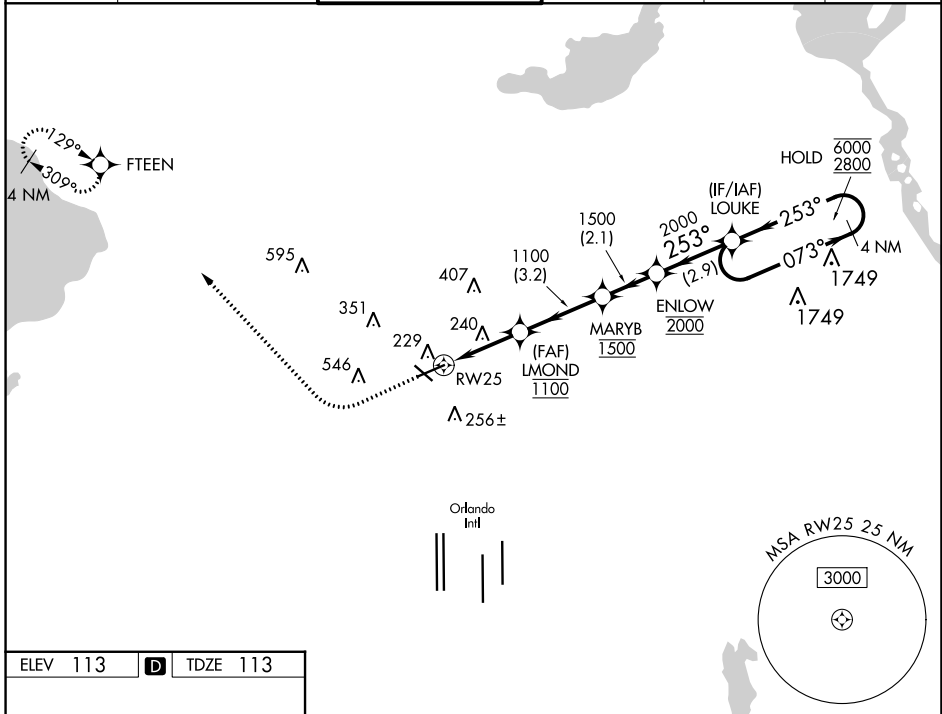 129°
309°
4 NM
FTEEN
HOLD
6000
2800
(IF/IAF)
LOUKE
253°
073°
4 NM
1749
1749
2000
253°
(2.9)
ENLOW
2000
1500
(2.1)
MARYB
1500
1100
(3.2)
(FAF)
LMOND
1100
595
407
351
240
229
546
RW25
256±
Orlando
Intl
MSA RW25 25 NM
3000
ELEV 113 D TDZE 113